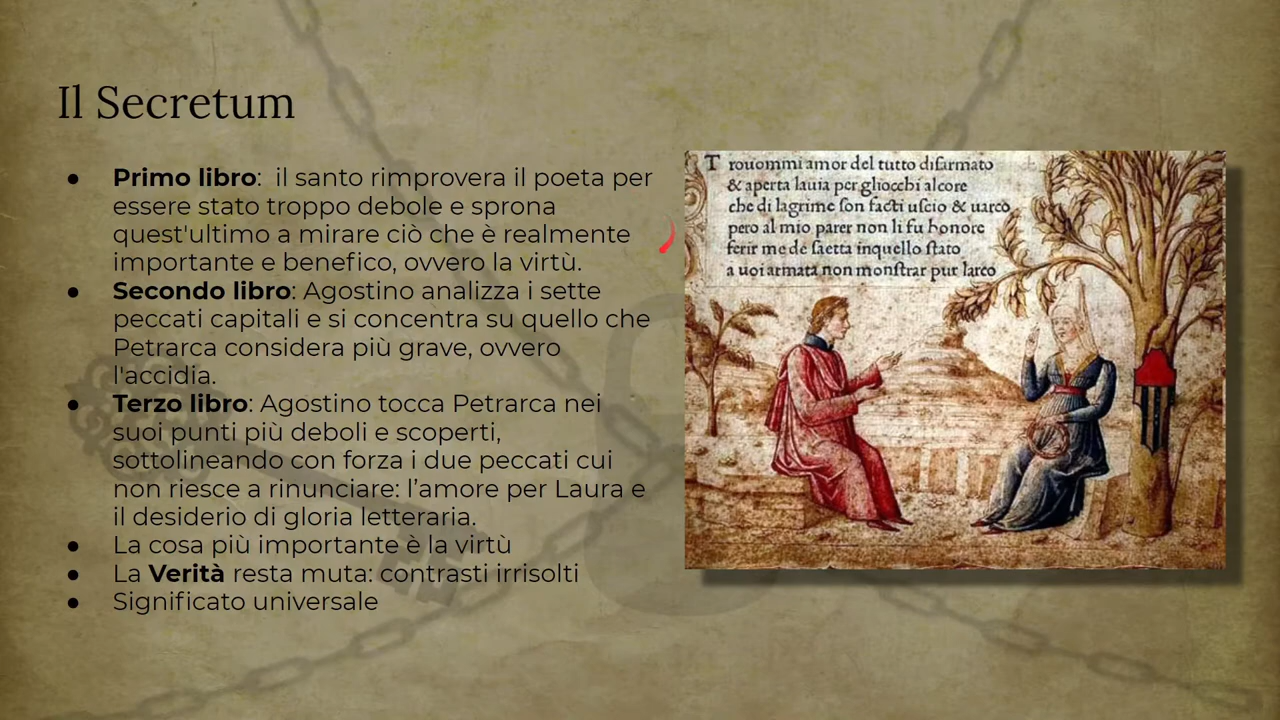 Il Secretum
● Primo libro:  il santo rimprovera il poeta per
essere stato troppo debole e sprona
quest'ultimo a mirare ciò che è realmente
importante e benefico, ovvero la virtù.
● Secondo libro: Agostino analizza i sette
peccati capitali e si concentra su quello che
Petrarca considera più grave, ovvero
l'accidia.
● Terzo libro: Agostino tocca Petrarca nei
suoi punti più deboli e scoperti,
sottolineando con forza i due peccati cui
non riesce a rinunciare: l’amore per Laura e
il desiderio di gloria letteraria.
● La cosa più importante è la virtù
● La Verità resta muta: contrasti irrisolti
● Significato universale
T rouommi amor del tutto disarmato
& aperta lauia per gliocchi al core
che di lagrime son facti uscio & uarco
pero al mio parer non li fu honore
ferir me de saetta inquello stato
a uoi armata non monstrar pur larco